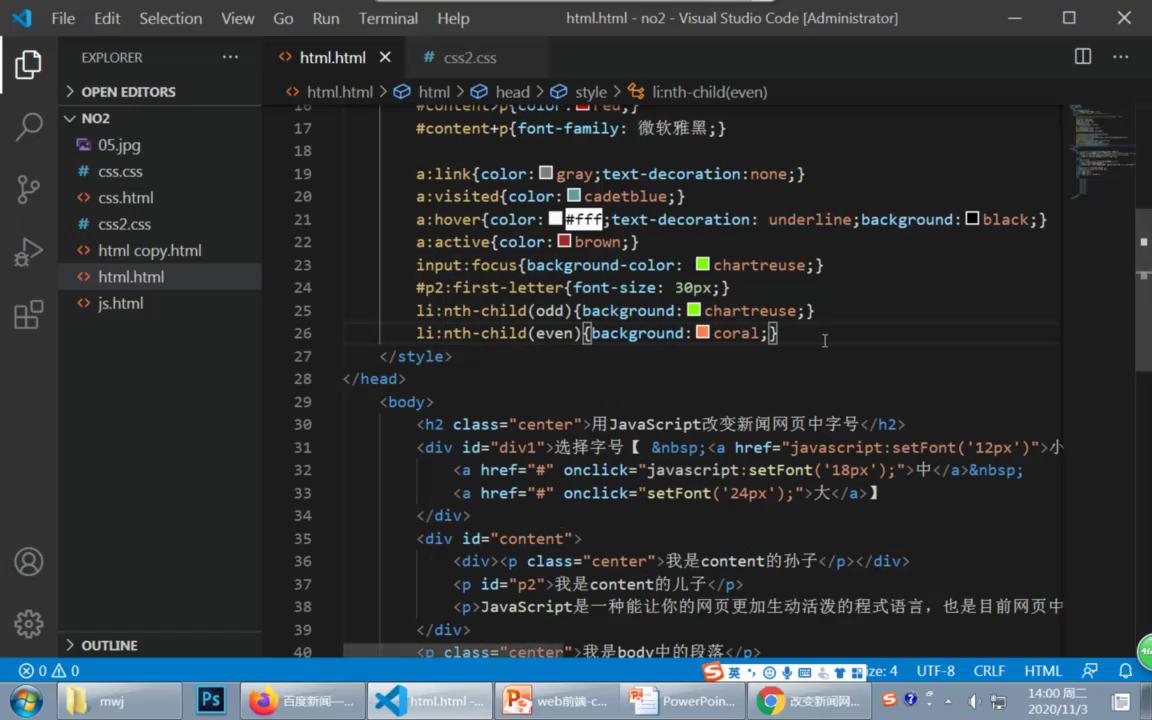 File Edit Selection View Go Run Terminal Help html.html - no2 - Visual Studio Code [Administrator]
EXPLORER ··· html.html css2.css ···
OPEN EDITORS html.html > html > head > style > li:nth-child(even)
NO2
05.jpg
css.css
css.html
css2.css
html copy.html
html.html
js.html
OUTLINE
16 #content>p{color: red;}
17 #content+p{font-family: 微软雅黑;}
18
19 a:link{color: gray;text-decoration:none;}
20 a:visited{color: cadetblue;}
21 a:hover{color: #fff;text-decoration: underline;background: black;}
22 a:active{color: brown;}
23 input:focus{background-color: chartreuse;}
24 #p2:first-letter{font-size: 30px;}
25 li:nth-child(odd){background: chartreuse;}
26 li:nth-child(even){background: coral;}
27 </style>
28 </head>
29 <body>
30 <h2 class="center">用JavaScript改变新闻网页中字号</h2>
31 <div id="div1">选择字号【 &nbsp;<a href="javascript:setFont('12px')">小
32 <a href="#" onclick="javascript:setFont('18px');">中</a>&nbsp;
33 <a href="#" onclick="setFont('24px');">大</a>】
34 </div>
35 <div id="content">
36 <div><p class="center">我是content的孙子</p></div>
37 <p id="p2">我是content的儿子</p>
38 <p>JavaScript是一种能让你的网页更加生动活泼的程式语言，也是目前网页中
39 </div>
40 <p class="center">我是body中的段落</p>
46
0 0 英 ize: 4 UTF-8 CRLF HTML
mwj Ps 百度新闻—... html.html -... web前端-c... PowerPoin... 改变新闻网... 14:00 周二
2020/11/3